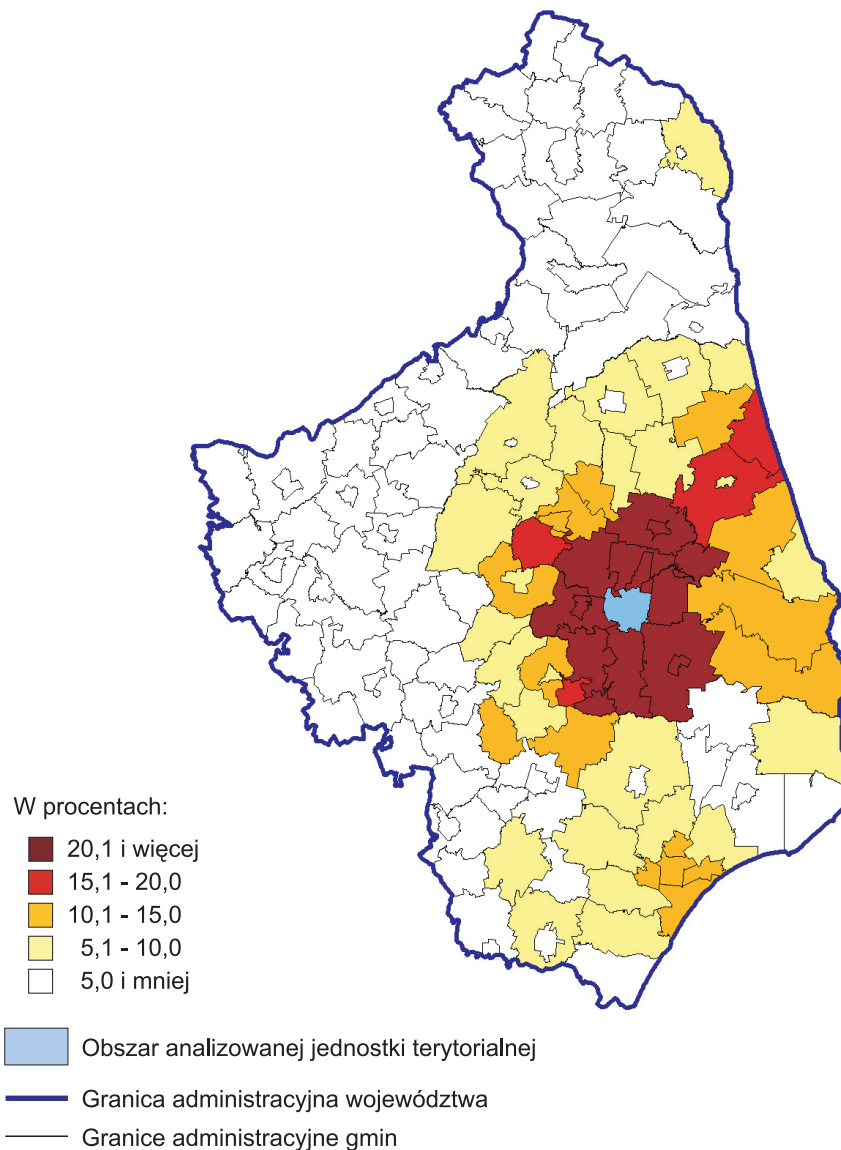 W procentach:
20,1 i więcej
15,1 - 20,0
10,1 - 15,0
5,1 - 10,0
5,0 i mniej
Obszar analizowanej jednostki terytorialnej
Granica administracyjna województwa
Granice administracyjne gmin